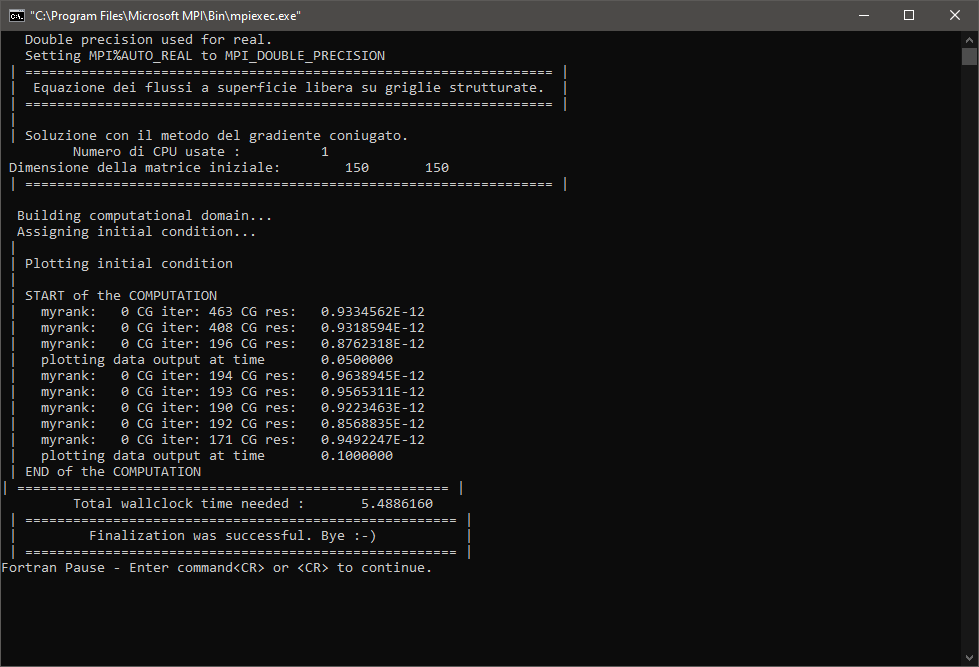 "C:\Program Files\Microsoft MPI\Bin\mpiexec.exe"
   Double precision used for real.
   Setting MPI%AUTO_REAL to MPI_DOUBLE_PRECISION
 | ================================================================== |
 |  Equazione dei flussi a superficie libera su griglie strutturate.  |
 | ================================================================== |
 |
 | Soluzione con il metodo del gradiente coniugato.
         Numero di CPU usate :          1
 Dimensione della matrice iniziale:        150       150
 | ================================================================== |
  Building computational domain...
  Assigning initial condition...
 |
 | Plotting initial condition
 |
 | START of the COMPUTATION
 |   myrank:   0 CG iter: 463 CG res:   0.9334562E-12
 |   myrank:   0 CG iter: 408 CG res:   0.9318594E-12
 |   myrank:   0 CG iter: 196 CG res:   0.8762318E-12
 |   plotting data output at time       0.0500000
 |   myrank:   0 CG iter: 194 CG res:   0.9638945E-12
 |   myrank:   0 CG iter: 193 CG res:   0.9565311E-12
 |   myrank:   0 CG iter: 190 CG res:   0.9223463E-12
 |   myrank:   0 CG iter: 192 CG res:   0.8568835E-12
 |   myrank:   0 CG iter: 171 CG res:   0.9492247E-12
 |   plotting data output at time       0.1000000
 | END of the COMPUTATION
| ====================================================== |
         Total wallclock time needed :       5.4886160
 | ====================================================== |
 |         Finalization was successful. Bye :-)           |
 | ====================================================== |
Fortran Pause - Enter command<CR> or <CR> to continue.